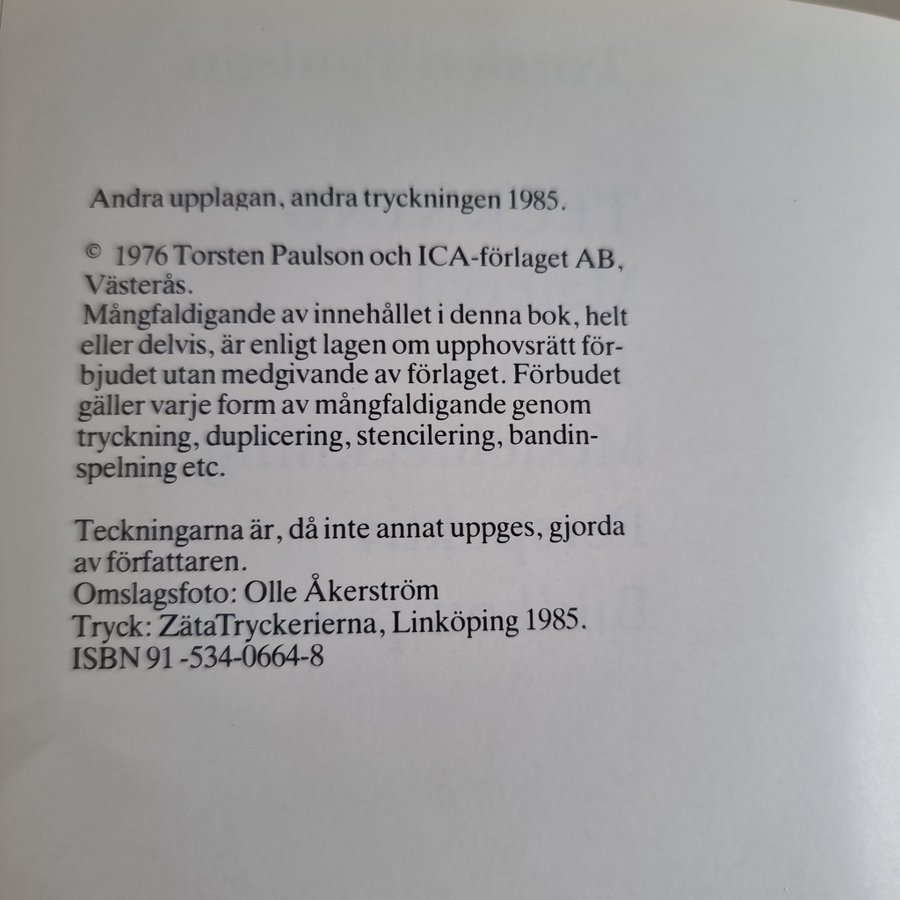 Andra upplagan, andra tryckningen 1985.
© 1976 Torsten Paulson och ICA-förlaget AB,
Västerås.
Mångfaldigande av innehållet i denna bok, helt
eller delvis, är enligt lagen om upphovsrätt för-
bjudet utan medgivande av förlaget. Förbudet
gäller varje form av mångfaldigande genom
tryckning, duplicering, stencilering, bandin-
spelning etc.
Teckningarna är, då inte annat uppges, gjorda
av författaren.
Omslagsfoto: Olle Åkerström
Tryck: ZätaTryckerierna, Linköping 1985.
ISBN 91 -534-0664-8